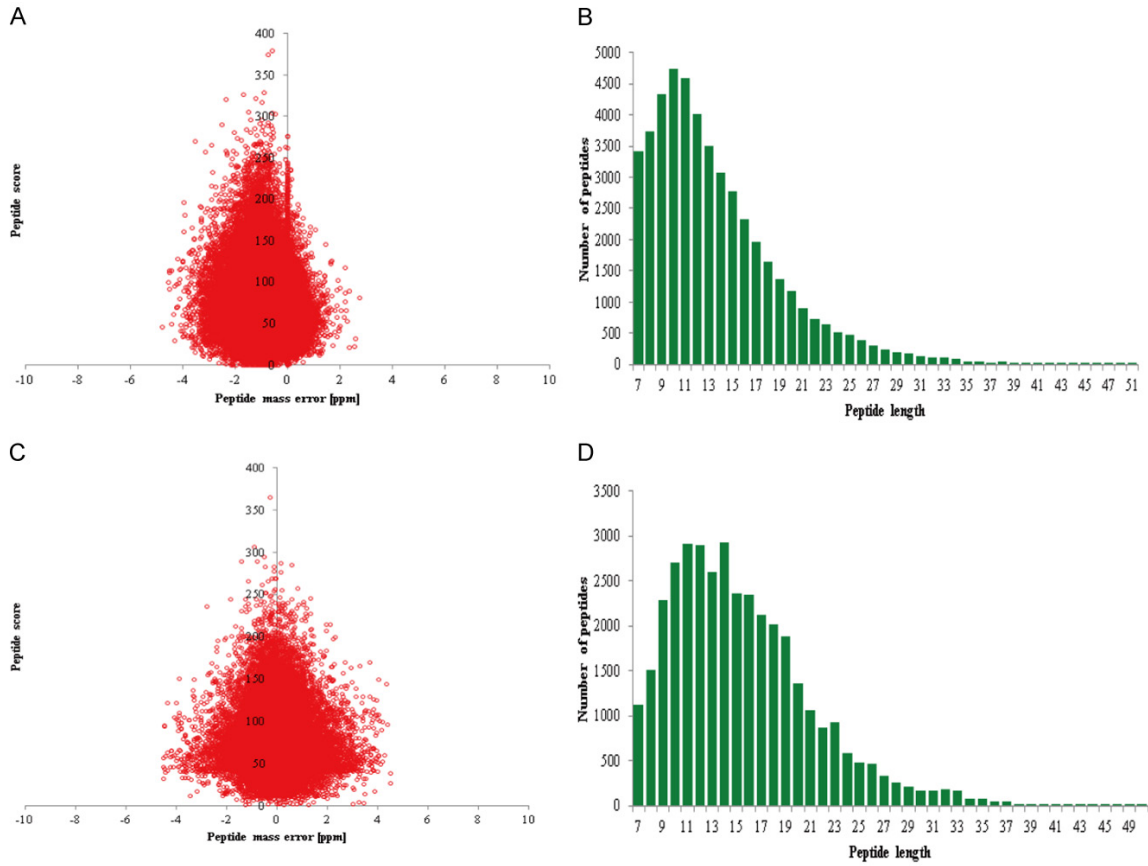 A
400
350
300
250
200
150
100
50
0
Peptide score
-10 -8 -6 -4 -2 0 2 4 6 8 10
Peptide mass error [ppm]
B
5000
4500
4000
3500
3000
2500
2000
1500
1000
500
0
Number of peptides
7 9 11 13 15 17 19 21 23 25 27 29 31 33 35 37 39 41 43 45 47 49 51
Peptide length
C
400
350
300
250
200
150
100
50
0
Peptide score
-10 -8 -6 -4 -2 0 2 4 6 8 10
Peptide mass error [ppm]
D
3500
3000
2500
2000
1500
1000
500
0
Number of peptides
7 9 11 13 15 17 19 21 23 25 27 29 31 33 35 37 39 41 43 45 47 49
Peptide length